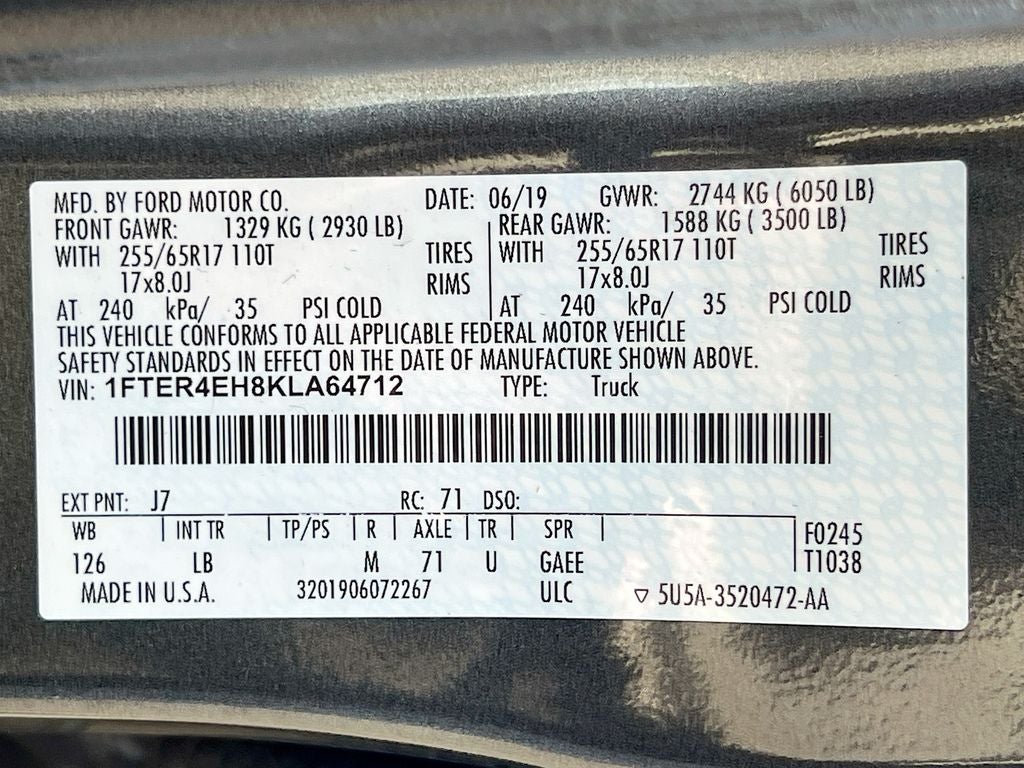 MFD. BY FORD MOTOR CO. DATE: 06/19 GVWR: 2744 KG ( 6050 LB)
FRONT GAWR: 1329 KG ( 2930 LB) REAR GAWR: 1588 KG ( 3500 LB)
WITH 255/65R17 110T TIRES WITH 255/65R17 110T TIRES
17x8.0J RIMS 17x8.0J RIMS
AT 240 kPa/ 35 PSI COLD AT 240 kPa/ 35 PSI COLD
THIS VEHICLE CONFORMS TO ALL APPLICABLE FEDERAL MOTOR VEHICLE
SAFETY STANDARDS IN EFFECT ON THE DATE OF MANUFACTURE SHOWN ABOVE.
VIN: 1FTER4EH8KLA64712 TYPE: Truck
EXT PNT: J7 RC: 71 DSO:
WB INT TR TP/PS R AXLE TR SPR F0245
126 LB M 71 U GAEE T1038
MADE IN U.S.A. 3201906072267 ULC ▽ 5U5A-3520472-AA